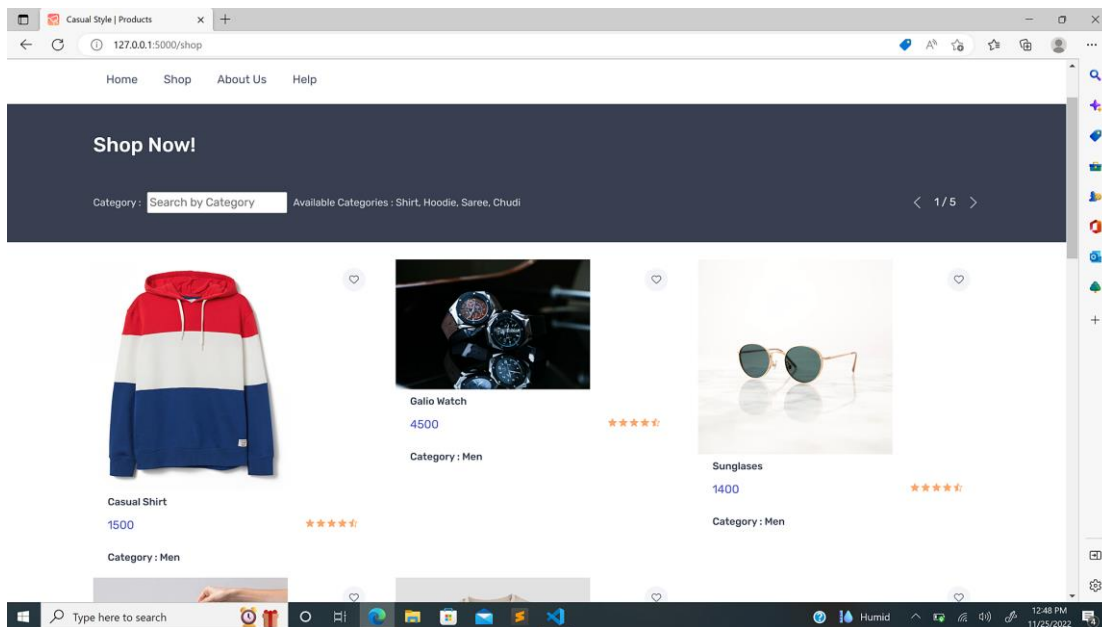 Casual Style | Products
127.0.0.1:5000/shop
Home Shop About Us Help
Shop Now!
Category : Search by Category Available Categories : Shirt, Hoodie, Saree, Chudi
1 / 5
Casual Shirt
1500
Category : Men
Galio Watch
4500
Category : Men
Sunglases
1400
Category : Men
Type here to search
Humid
12:48 PM
11/25/2022